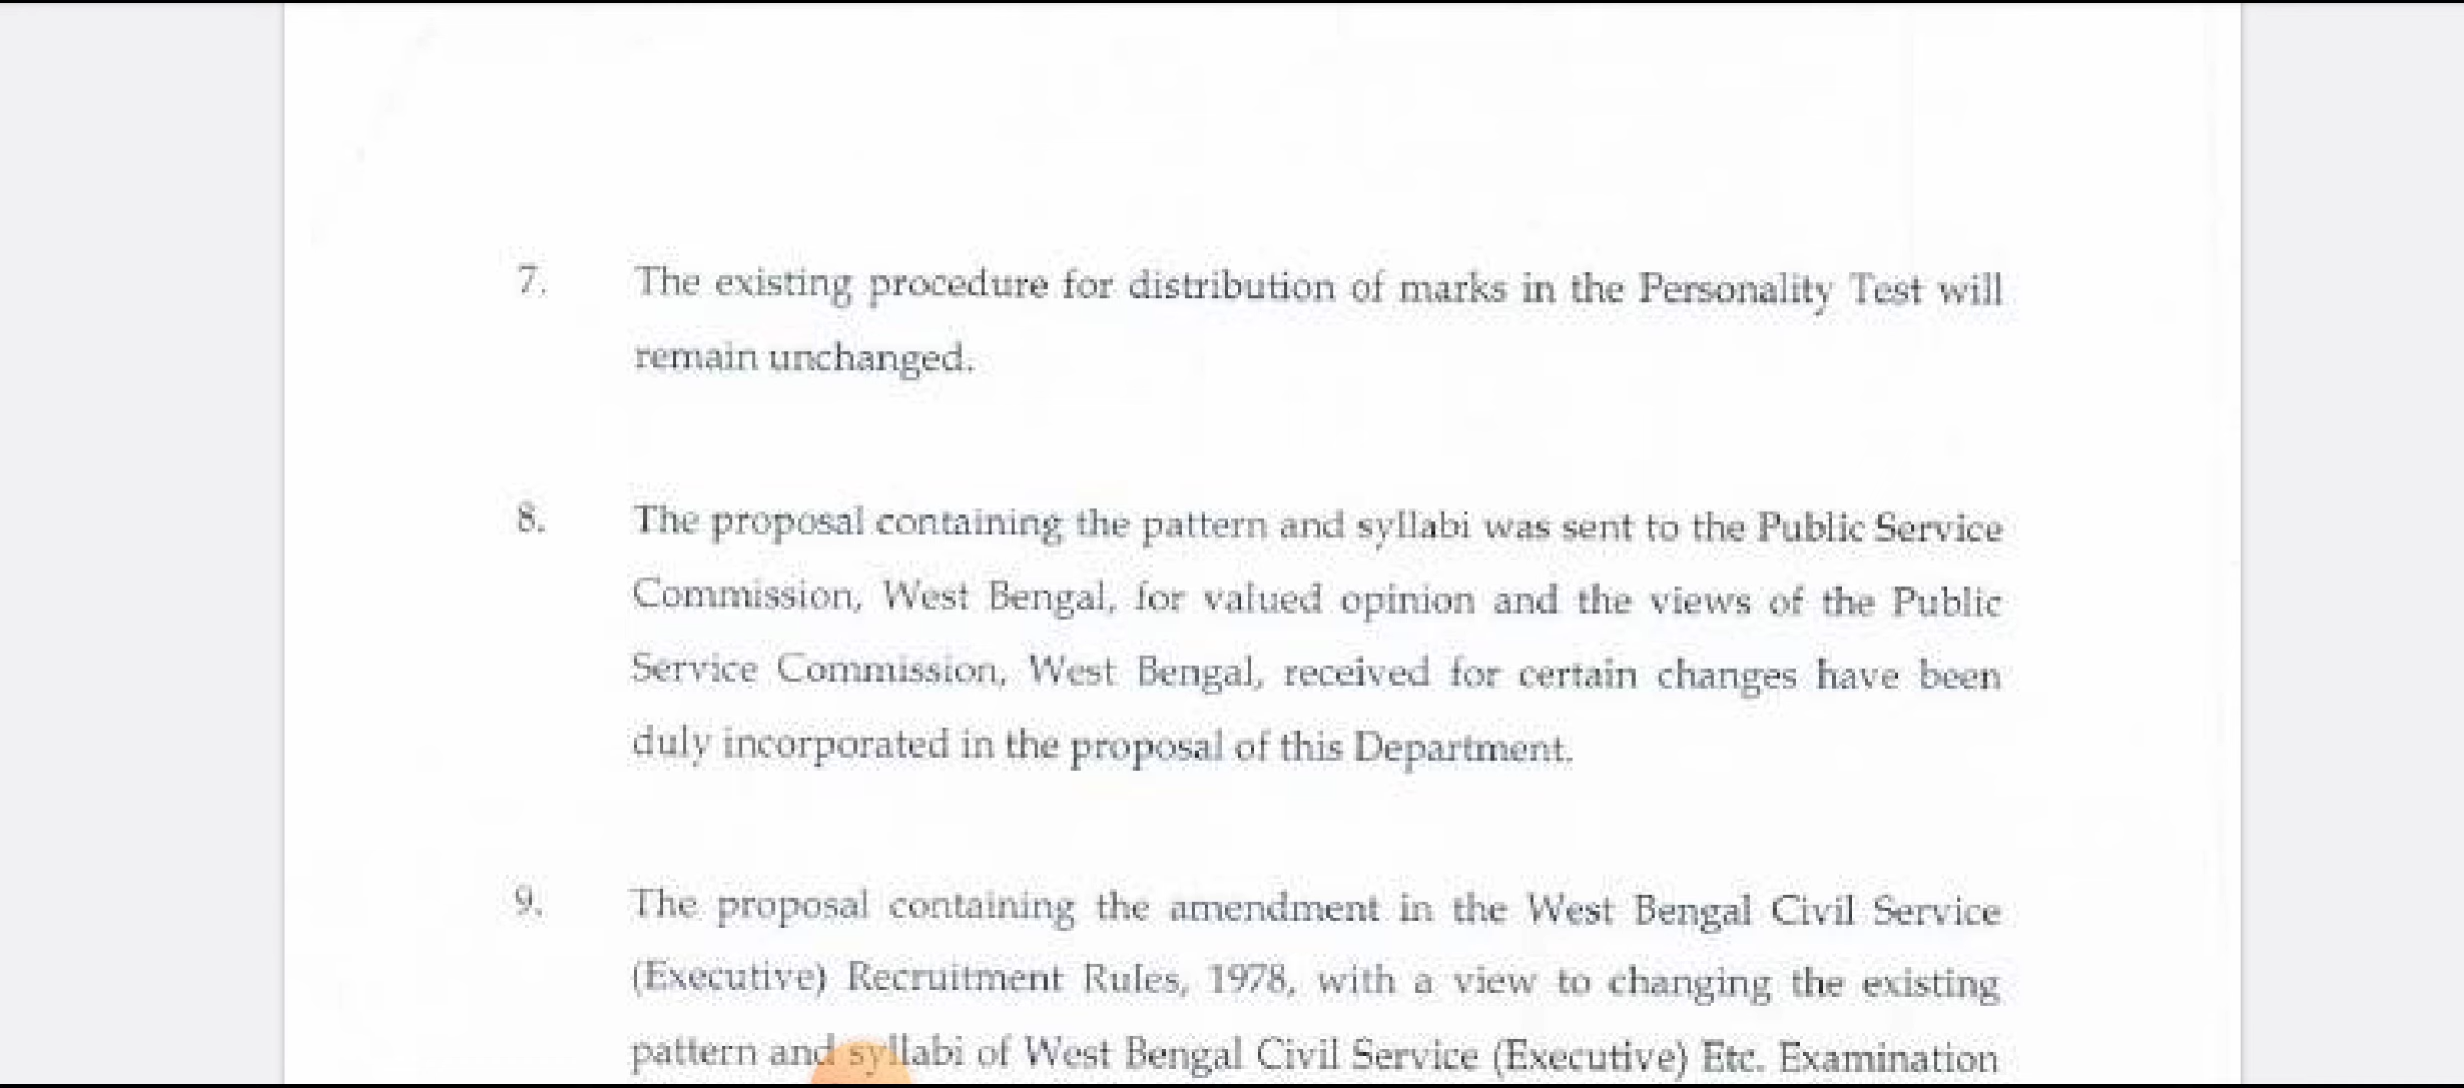 7. The existing procedure for distribution of marks in the Personality Test will
remain unchanged.
8. The proposal containing the pattern and syllabi was sent to the Public Service
Commission, West Bengal, for valued opinion and the views of the Public
Service Commission, West Bengal, received for certain changes have been
duly incorporated in the proposal of this Department.
9. The proposal containing the amendment in the West Bengal Civil Service
(Executive) Recruitment Rules, 1978, with a view to changing the existing
pattern and syllabi of West Bengal Civil Service (Executive) Etc. Examination